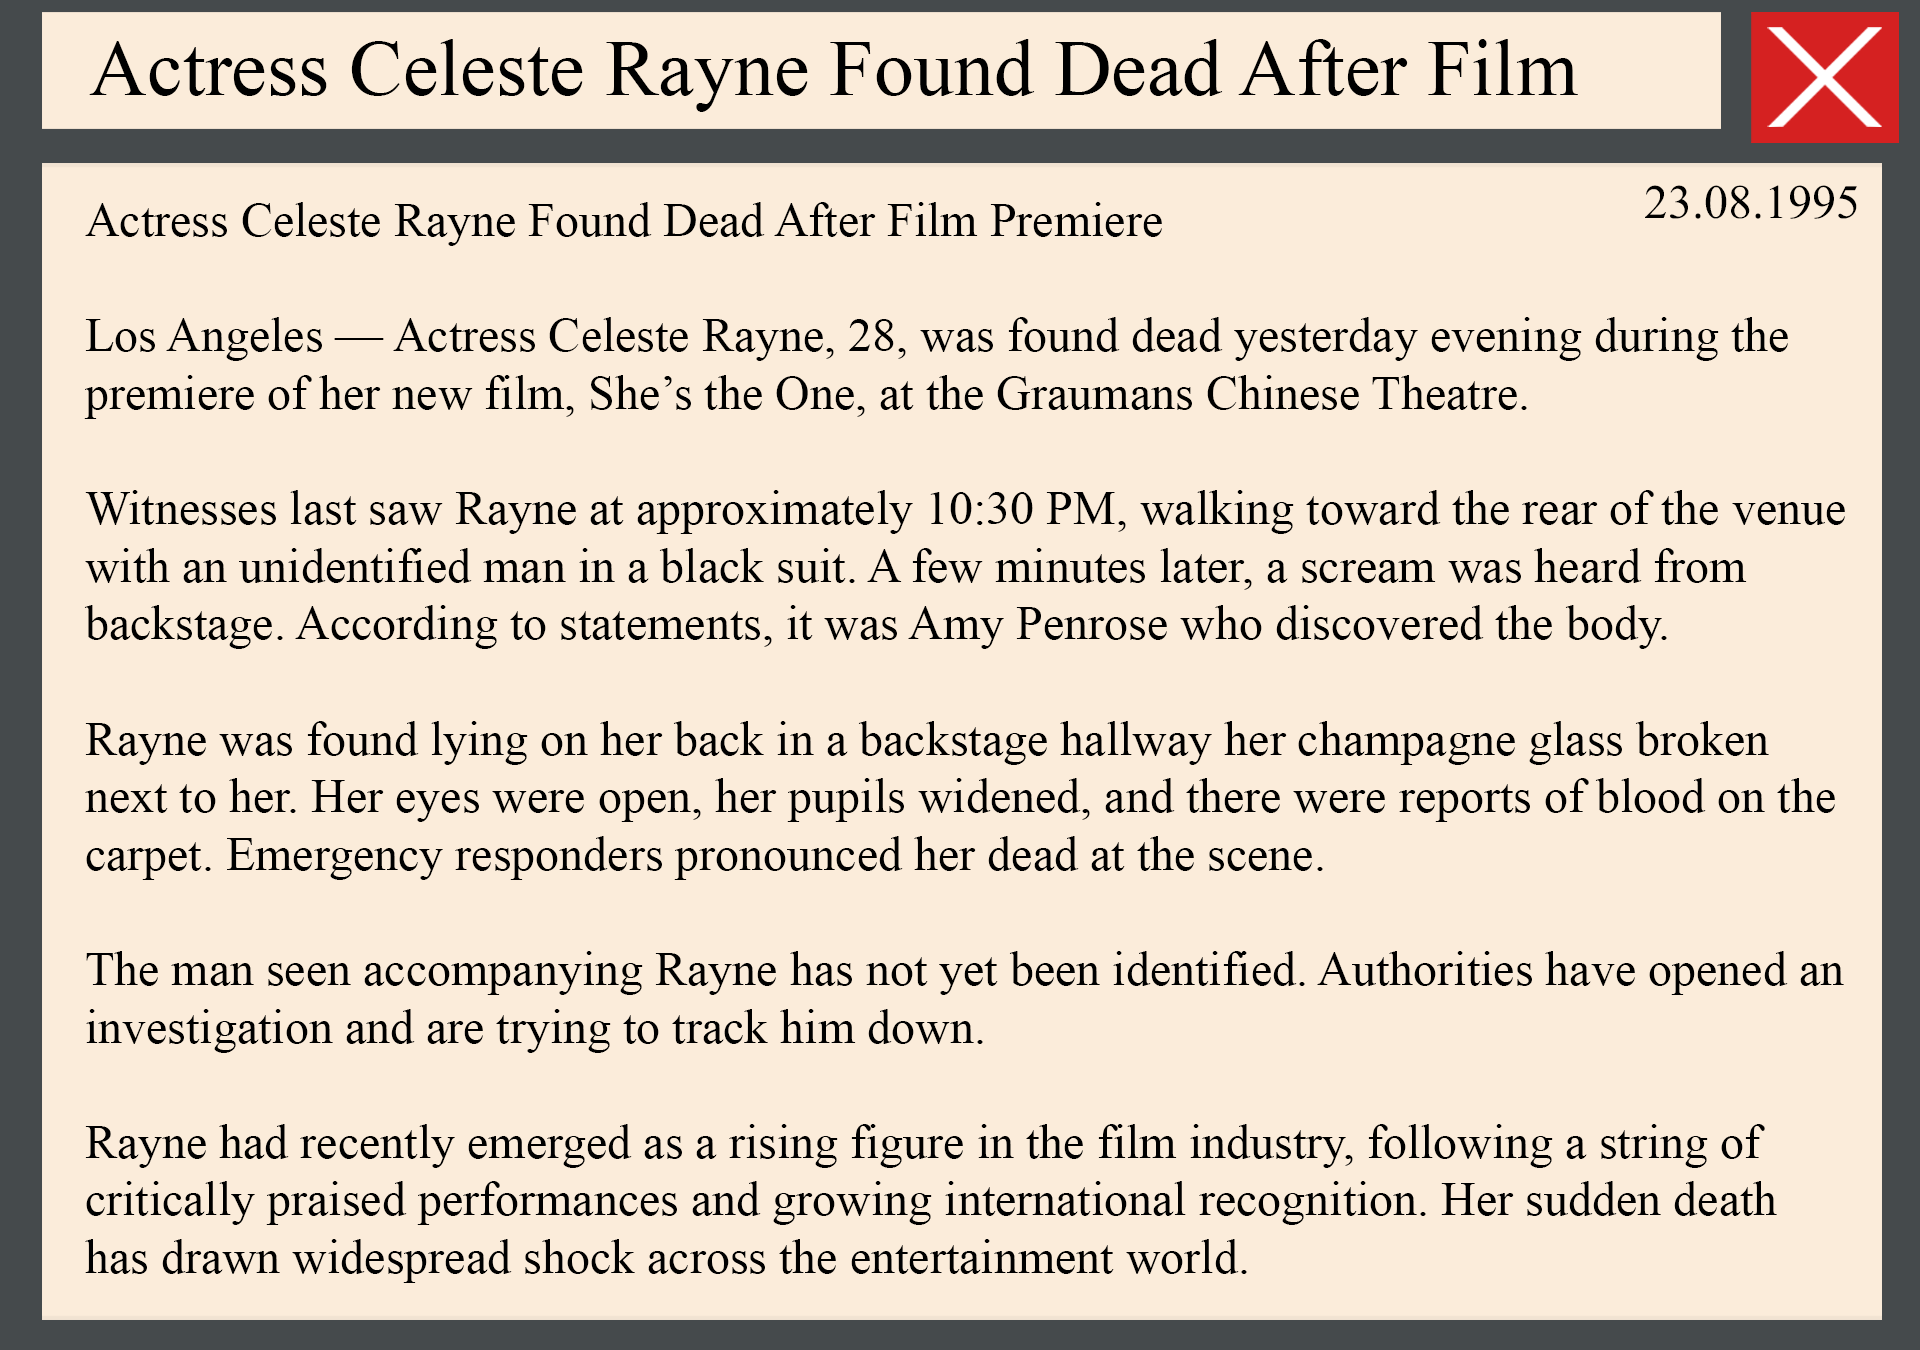 Actress Celeste Rayne Found Dead After Film
23.08.1995
Actress Celeste Rayne Found Dead After Film Premiere
Los Angeles — Actress Celeste Rayne, 28, was found dead yesterday evening during the
premiere of her new film, She’s the One, at the Graumans Chinese Theatre.
Witnesses last saw Rayne at approximately 10:30 PM, walking toward the rear of the venue
with an unidentified man in a black suit. A few minutes later, a scream was heard from
backstage. According to statements, it was Amy Penrose who discovered the body.
Rayne was found lying on her back in a backstage hallway her champagne glass broken
next to her. Her eyes were open, her pupils widened, and there were reports of blood on the
carpet. Emergency responders pronounced her dead at the scene.
The man seen accompanying Rayne has not yet been identified. Authorities have opened an
investigation and are trying to track him down.
Rayne had recently emerged as a rising figure in the film industry, following a string of
critically praised performances and growing international recognition. Her sudden death
has drawn widespread shock across the entertainment world.